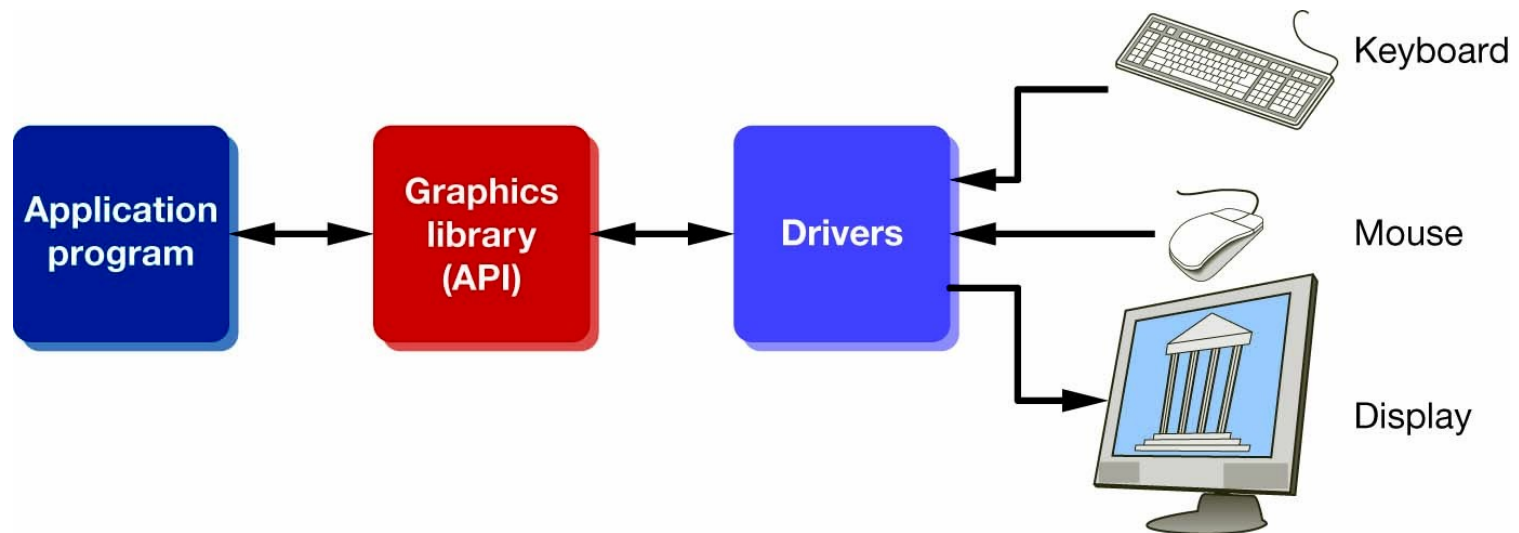 Application
program
Graphics
library
(API)
Drivers
Keyboard
Mouse
Display